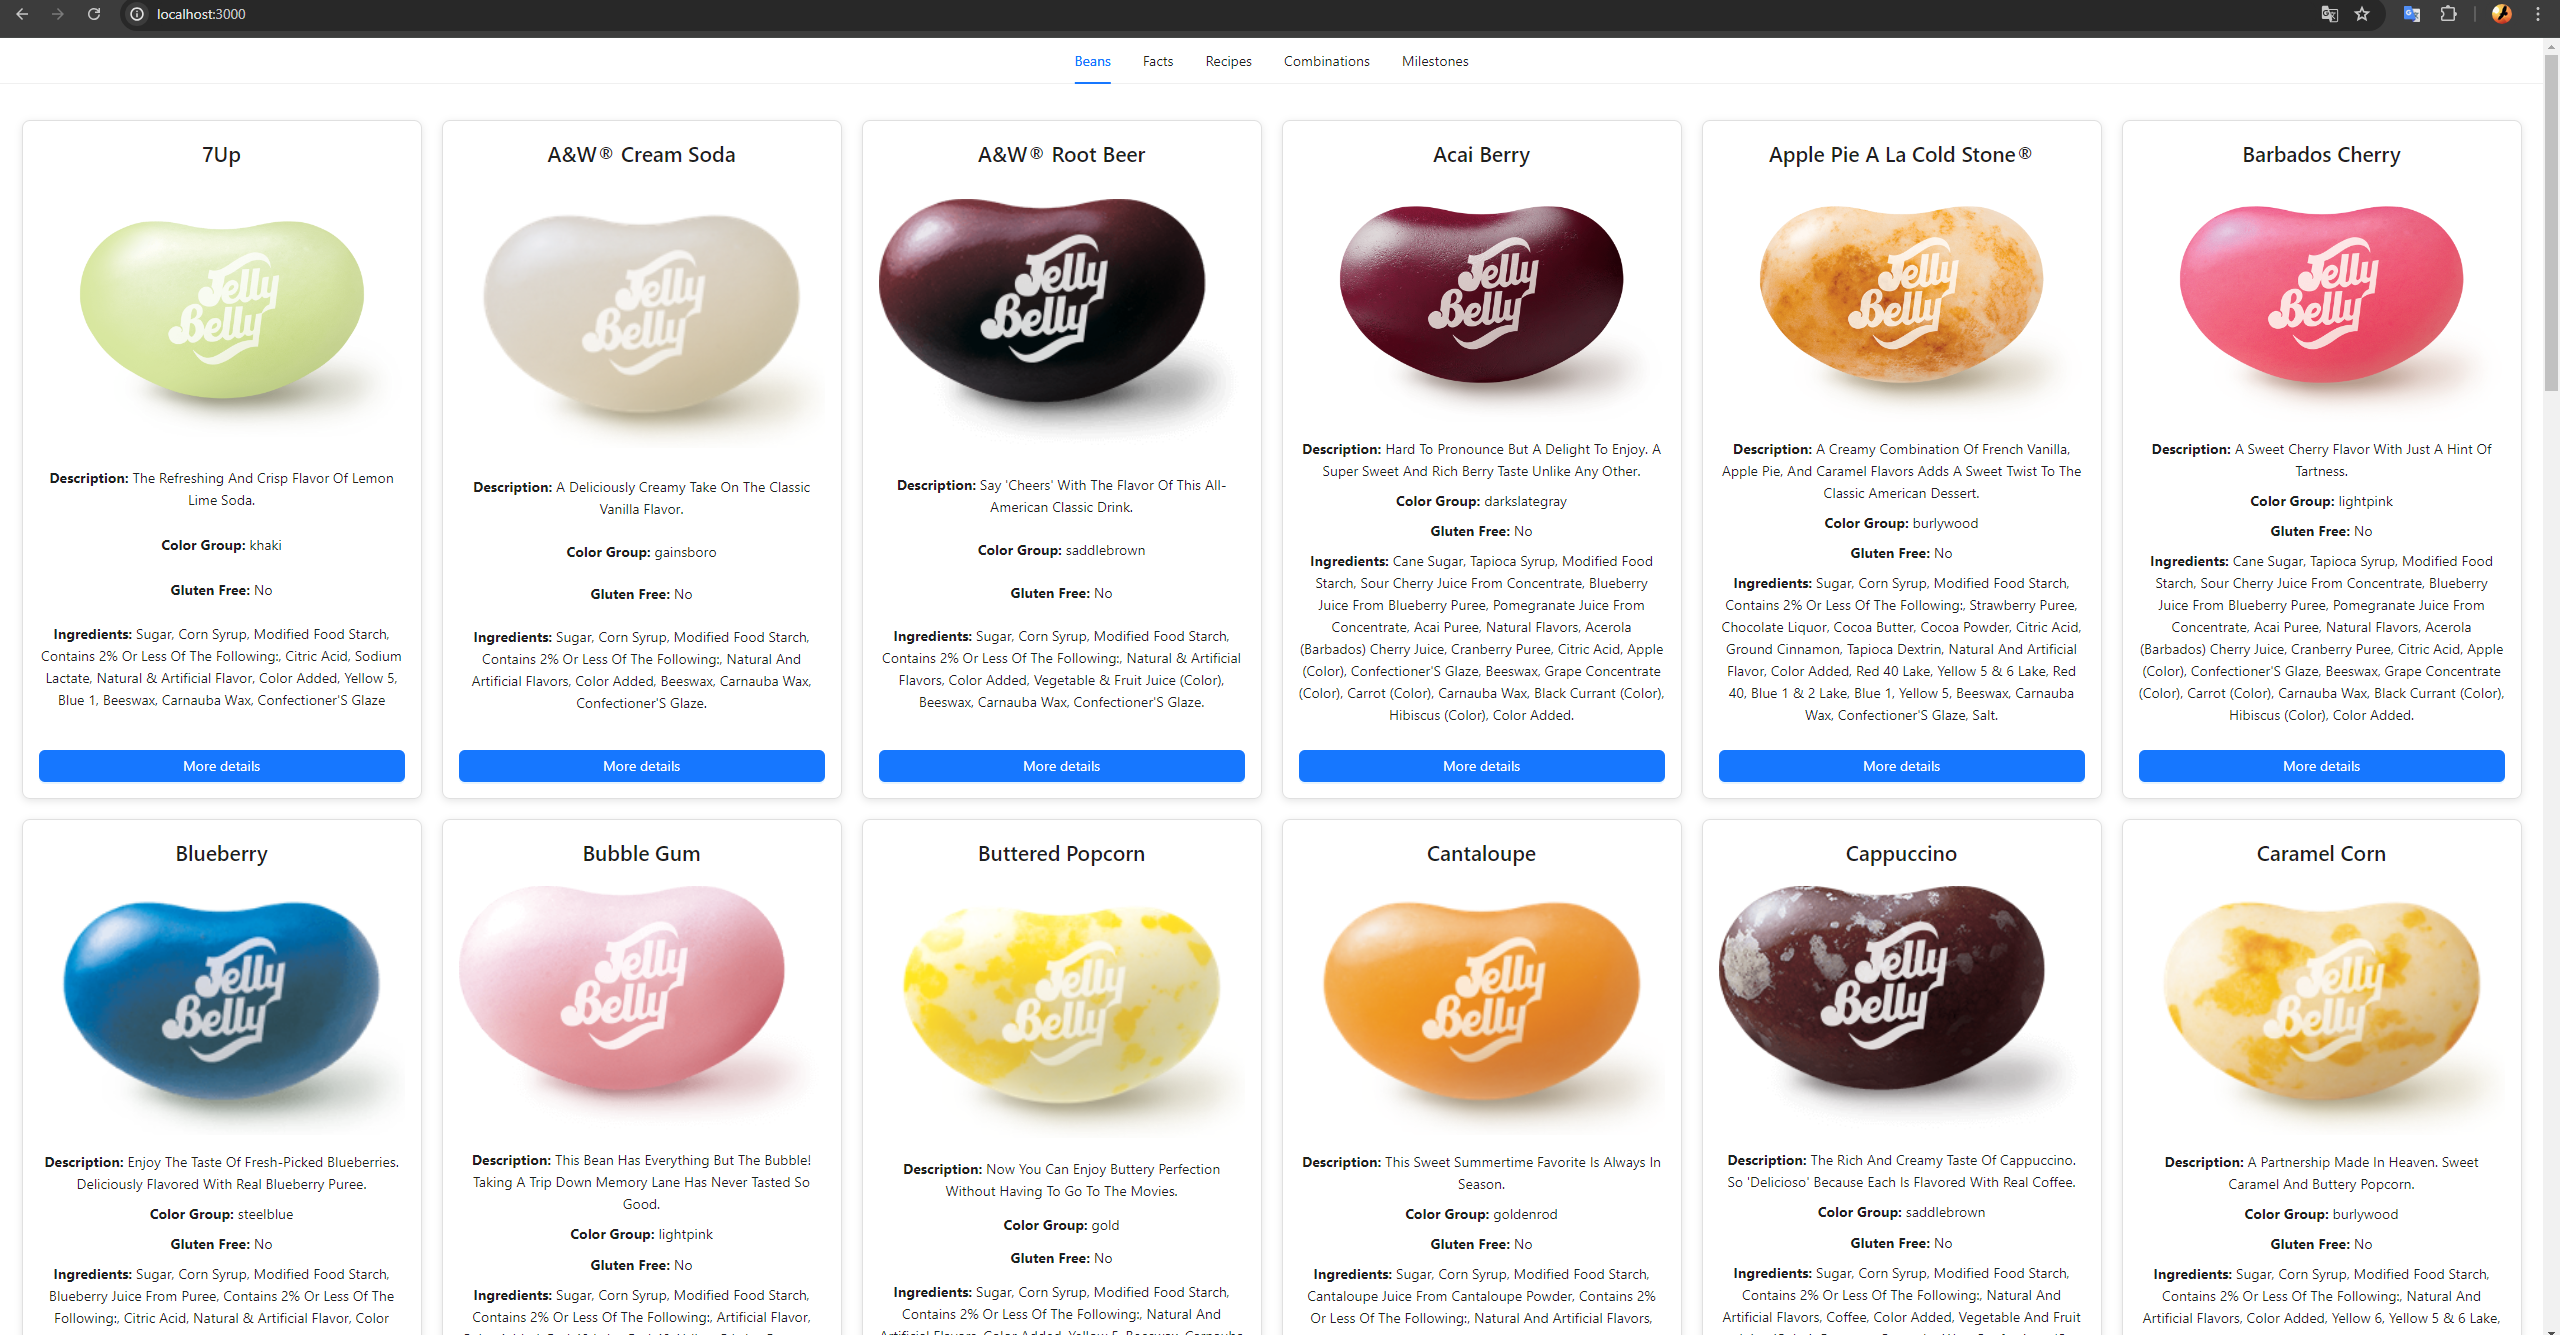 localhost:3000
Beans Facts Recipes Combinations Milestones
7Up
Jelly
Belly
Description: The Refreshing And Crisp Flavor Of Lemon
Lime Soda.
Color Group: khaki
Gluten Free: No
Ingredients: Sugar, Corn Syrup, Modified Food Starch,
Contains 2% Or Less Of The Following:, Citric Acid, Sodium
Lactate, Natural & Artificial Flavor, Color Added, Yellow 5,
Blue 1, Beeswax, Carnauba Wax, Confectioner'S Glaze
More details
A&W® Cream Soda
Jelly
Belly
Description: A Deliciously Creamy Take On The Classic
Vanilla Flavor.
Color Group: gainsboro
Gluten Free: No
Ingredients: Sugar, Corn Syrup, Modified Food Starch,
Contains 2% Or Less Of The Following:, Natural And
Artificial Flavors, Color Added, Beeswax, Carnauba Wax,
Confectioner'S Glaze.
More details
A&W® Root Beer
Jelly
Belly
Description: Say 'Cheers' With The Flavor Of This All-
American Classic Drink.
Color Group: saddlebrown
Gluten Free: No
Ingredients: Sugar, Corn Syrup, Modified Food Starch,
Contains 2% Or Less Of The Following:, Natural & Artificial
Flavors, Color Added, Vegetable & Fruit Juice (Color),
Beeswax, Carnauba Wax, Confectioner'S Glaze.
More details
Acai Berry
Jelly
Belly
Description: Hard To Pronounce But A Delight To Enjoy. A
Super Sweet And Rich Berry Taste Unlike Any Other.
Color Group: darkslategray
Gluten Free: No
Ingredients: Cane Sugar, Tapioca Syrup, Modified Food
Starch, Sour Cherry Juice From Concentrate, Blueberry
Juice From Blueberry Puree, Pomegranate Juice From
Concentrate, Acai Puree, Natural Flavors, Acerola
(Barbados) Cherry Juice, Cranberry Puree, Citric Acid, Apple
(Color), Confectioner'S Glaze, Beeswax, Grape Concentrate
(Color), Carrot (Color), Carnauba Wax, Black Currant (Color),
Hibiscus (Color), Color Added.
More details
Apple Pie A La Cold Stone®
Jelly
Belly
Description: A Creamy Combination Of French Vanilla,
Apple Pie, And Caramel Flavors Adds A Sweet Twist To The
Classic American Dessert.
Color Group: burlywood
Gluten Free: No
Ingredients: Sugar, Corn Syrup, Modified Food Starch,
Contains 2% Or Less Of The Following:, Strawberry Puree,
Chocolate Liquor, Cocoa Butter, Cocoa Powder, Citric Acid,
Ground Cinnamon, Tapioca Dextrin, Natural And Artificial
Flavor, Color Added, Red 40 Lake, Yellow 5 & 6 Lake, Red
40, Blue 1 & 2 Lake, Blue 1, Yellow 5, Beeswax, Carnauba
Wax, Confectioner'S Glaze, Salt.
More details
Barbados Cherry
Jelly
Belly
Description: A Sweet Cherry Flavor With Just A Hint Of
Tartness.
Color Group: lightpink
Gluten Free: No
Ingredients: Cane Sugar, Tapioca Syrup, Modified Food
Starch, Sour Cherry Juice From Concentrate, Blueberry
Juice From Blueberry Puree, Pomegranate Juice From
Concentrate, Acai Puree, Natural Flavors, Acerola
(Barbados) Cherry Juice, Cranberry Puree, Citric Acid, Apple
(Color), Confectioner'S Glaze, Beeswax, Grape Concentrate
(Color), Carrot (Color), Carnauba Wax, Black Currant (Color),
Hibiscus (Color), Color Added.
More details
Blueberry
Jelly
Belly
Description: Enjoy The Taste Of Fresh-Picked Blueberries.
Deliciously Flavored With Real Blueberry Puree.
Color Group: steelblue
Gluten Free: No
Ingredients: Sugar, Corn Syrup, Modified Food Starch,
Blueberry Juice From Puree, Contains 2% Or Less Of The
Following:, Citric Acid, Natural & Artificial Flavor, Color
Bubble Gum
Jelly
Belly
Description: This Bean Has Everything But The Bubble!
Taking A Trip Down Memory Lane Has Never Tasted So
Good.
Color Group: lightpink
Gluten Free: No
Ingredients: Sugar, Corn Syrup, Modified Food Starch,
Contains 2% Or Less Of The Following:, Artificial Flavor,
Buttered Popcorn
Jelly
Belly
Description: Now You Can Enjoy Buttery Perfection
Without Having To Go To The Movies.
Color Group: gold
Gluten Free: No
Ingredients: Sugar, Corn Syrup, Modified Food Starch,
Contains 2% Or Less Of The Following:, Natural And
Artificial Flavors, Color Added, Yellow 5, Beeswax, Carnauba
Cantaloupe
Jelly
Belly
Description: This Sweet Summertime Favorite Is Always In
Season.
Color Group: goldenrod
Gluten Free: No
Ingredients: Sugar, Corn Syrup, Modified Food Starch,
Cantaloupe Juice From Cantaloupe Powder, Contains 2%
Or Less Of The Following:, Natural And Artificial Flavors,
Cappuccino
Jelly
Belly
Description: The Rich And Creamy Taste Of Cappuccino.
So 'Delicioso' Because Each Is Flavored With Real Coffee.
Color Group: saddlebrown
Gluten Free: No
Ingredients: Sugar, Corn Syrup, Modified Food Starch,
Contains 2% Or Less Of The Following:, Natural And
Artificial Flavors, Coffee, Color Added, Vegetable And Fruit
Caramel Corn
Jelly
Belly
Description: A Partnership Made In Heaven. Sweet
Caramel And Buttery Popcorn.
Color Group: burlywood
Gluten Free: No
Ingredients: Sugar, Corn Syrup, Modified Food Starch,
Contains 2% Or Less Of The Following:, Natural And
Artificial Flavors, Color Added, Yellow 6, Yellow 5 & 6 Lake,